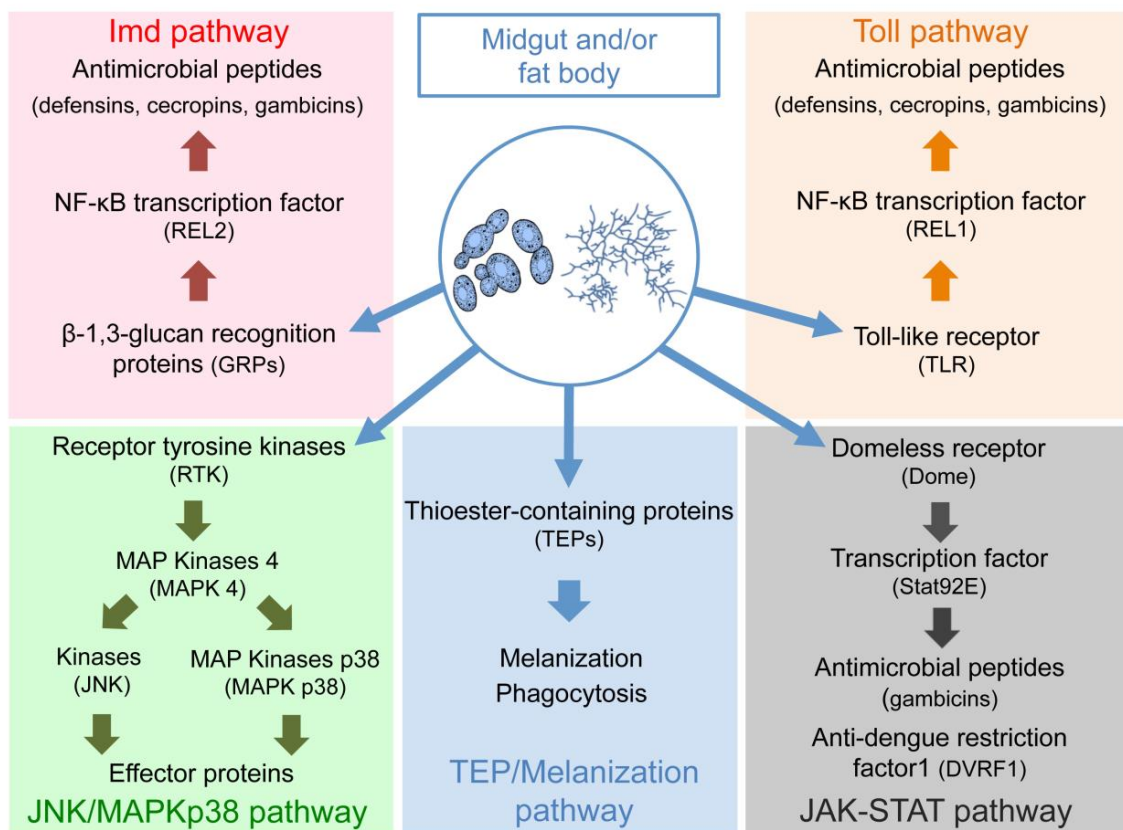 Imd pathway
Antimicrobial peptides
(defensins, cecropins, gambicins)
NF-κB transcription factor
(REL2)
β-1,3-glucan recognition
proteins (GRPs)
Midgut and/or
fat body
Toll pathway
Antimicrobial peptides
(defensins, cecropins, gambicins)
NF-κB transcription factor
(REL1)
Toll-like receptor
(TLR)
Receptor tyrosine kinases
(RTK)
MAP Kinases 4
(MAPK 4)
Kinases
(JNK)
MAP Kinases p38
(MAPK p38)
Effector proteins
JNK/MAPKp38 pathway
Thioester-containing proteins
(TEPs)
Melanization
Phagocytosis
TEP/Melanization
pathway
Domeless receptor
(Dome)
Transcription factor
(Stat92E)
Antimicrobial peptides
(gambicins)
Anti-dengue restriction
factor1 (DVRF1)
JAK-STAT pathway